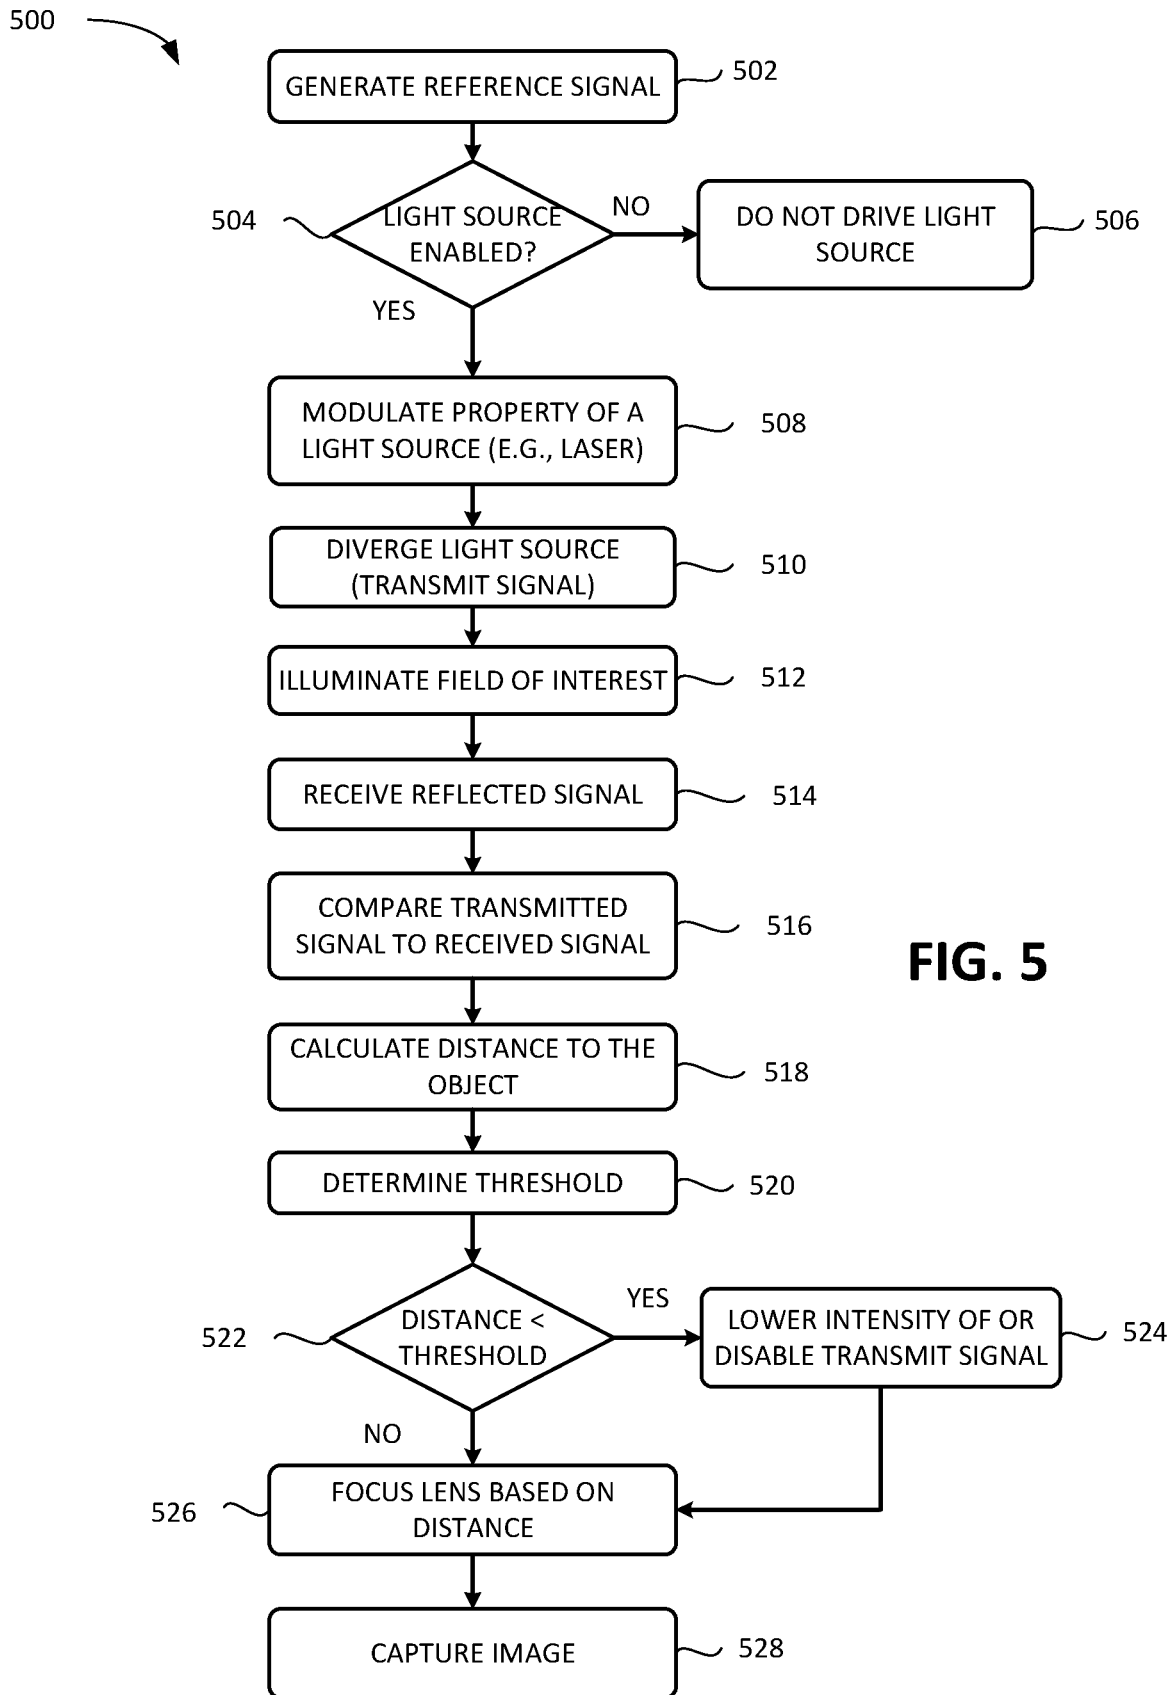 500
GENERATE REFERENCE SIGNAL
502
504
LIGHT SOURCE
ENABLED?
NO
DO NOT DRIVE LIGHT
SOURCE
506
YES
MODULATE PROPERTY OF A
LIGHT SOURCE (E.G., LASER)
508
DIVERGE LIGHT SOURCE
(TRANSMIT SIGNAL)
510
ILLUMINATE FIELD OF INTEREST
512
RECEIVE REFLECTED SIGNAL
514
COMPARE TRANSMITTED
SIGNAL TO RECEIVED SIGNAL
516
FIG. 5
CALCULATE DISTANCE TO THE
OBJECT
518
DETERMINE THRESHOLD
520
522
DISTANCE <
THRESHOLD
YES
LOWER INTENSITY OF OR
DISABLE TRANSMIT SIGNAL
524
NO
526
FOCUS LENS BASED ON
DISTANCE
CAPTURE IMAGE
528